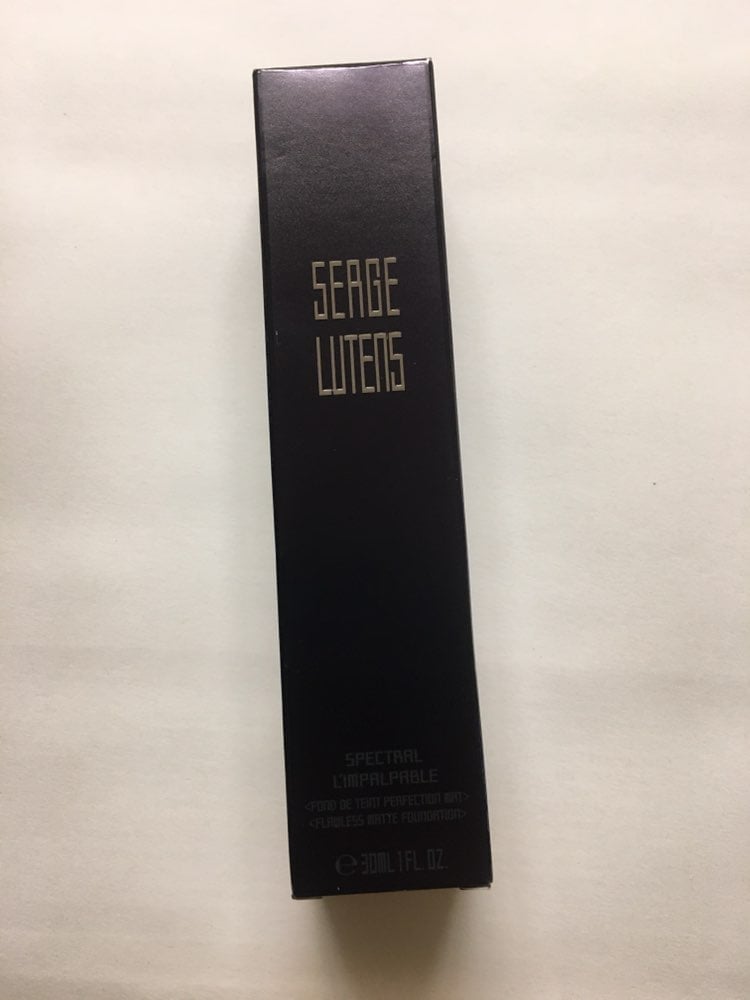 SERGE
LUTENS
SPECTRAL
L'IMPALPABLE
<FOND DE TEINT PERFECTION MAT>
<FLAWLESS MATTE FOUNDATION>
℮ 30ML 1 FL. OZ.